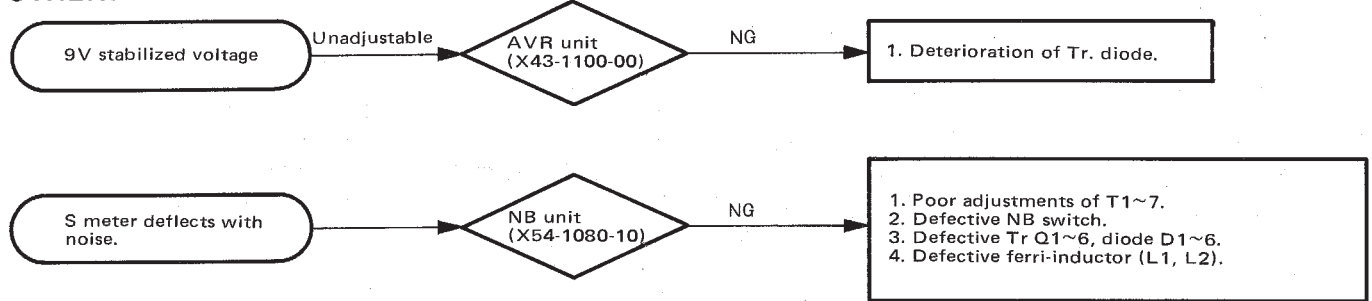 9V stabilized voltage
Unadjustable
AVR unit
(X43-1100-00)
NG
1. Deterioration of Tr. diode.
S meter deflects with
noise.
NB unit
(X54-1080-10)
NG
1. Poor adjustments of T1~7.
2. Defective NB switch.
3. Defective Tr Q1~6, diode D1~6.
4. Defective ferri-inductor (L1, L2).